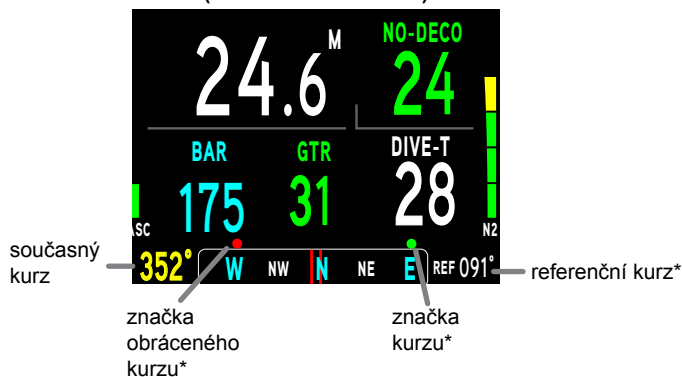 24.6 M
NO-DECO
24
BAR
175
GTR
31
DIVE-T
28
ASC
N2
současný
kurz
352°
W NW N NE E REF 091°
referenční kurz*
značka
obráceného
kurzu*
značka
kurzu*